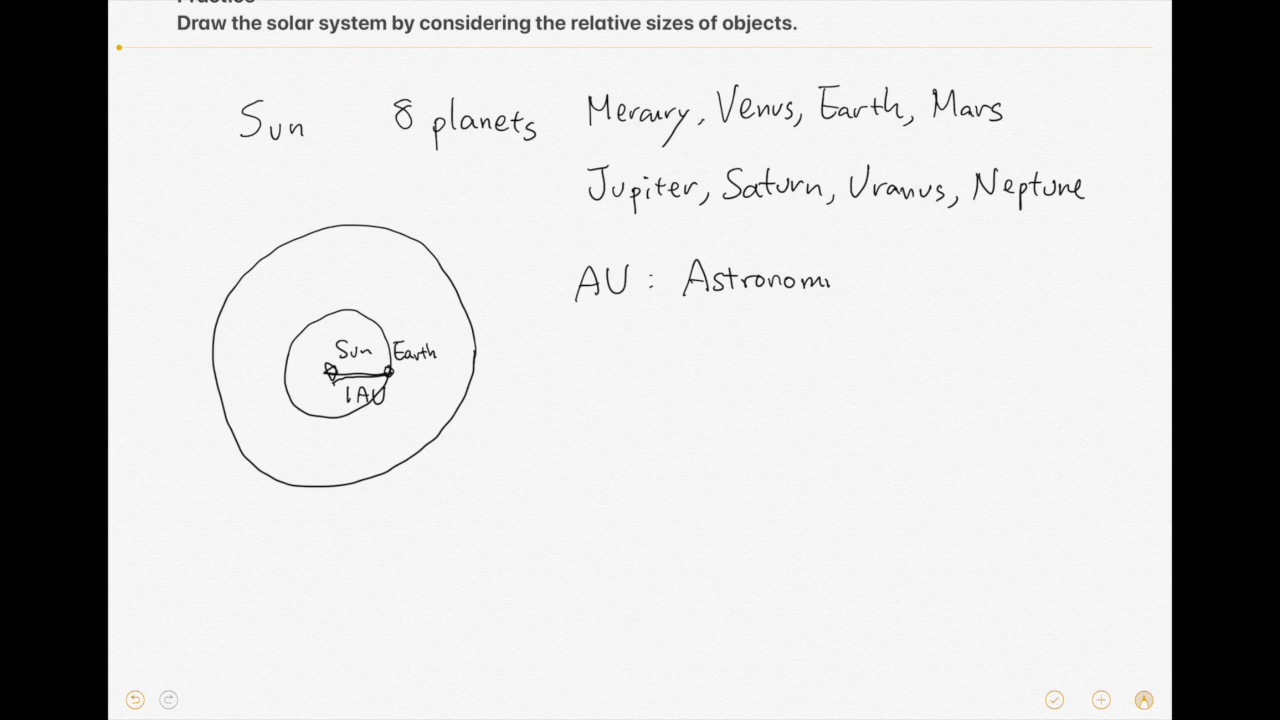 Practice
Draw the solar system by considering the relative sizes of objects.
Sun 8 planets Mercury, Venus, Earth, Mars
Jupiter, Saturn, Uranus, Neptune
AU : Astronomi
Sun Earth
1AU